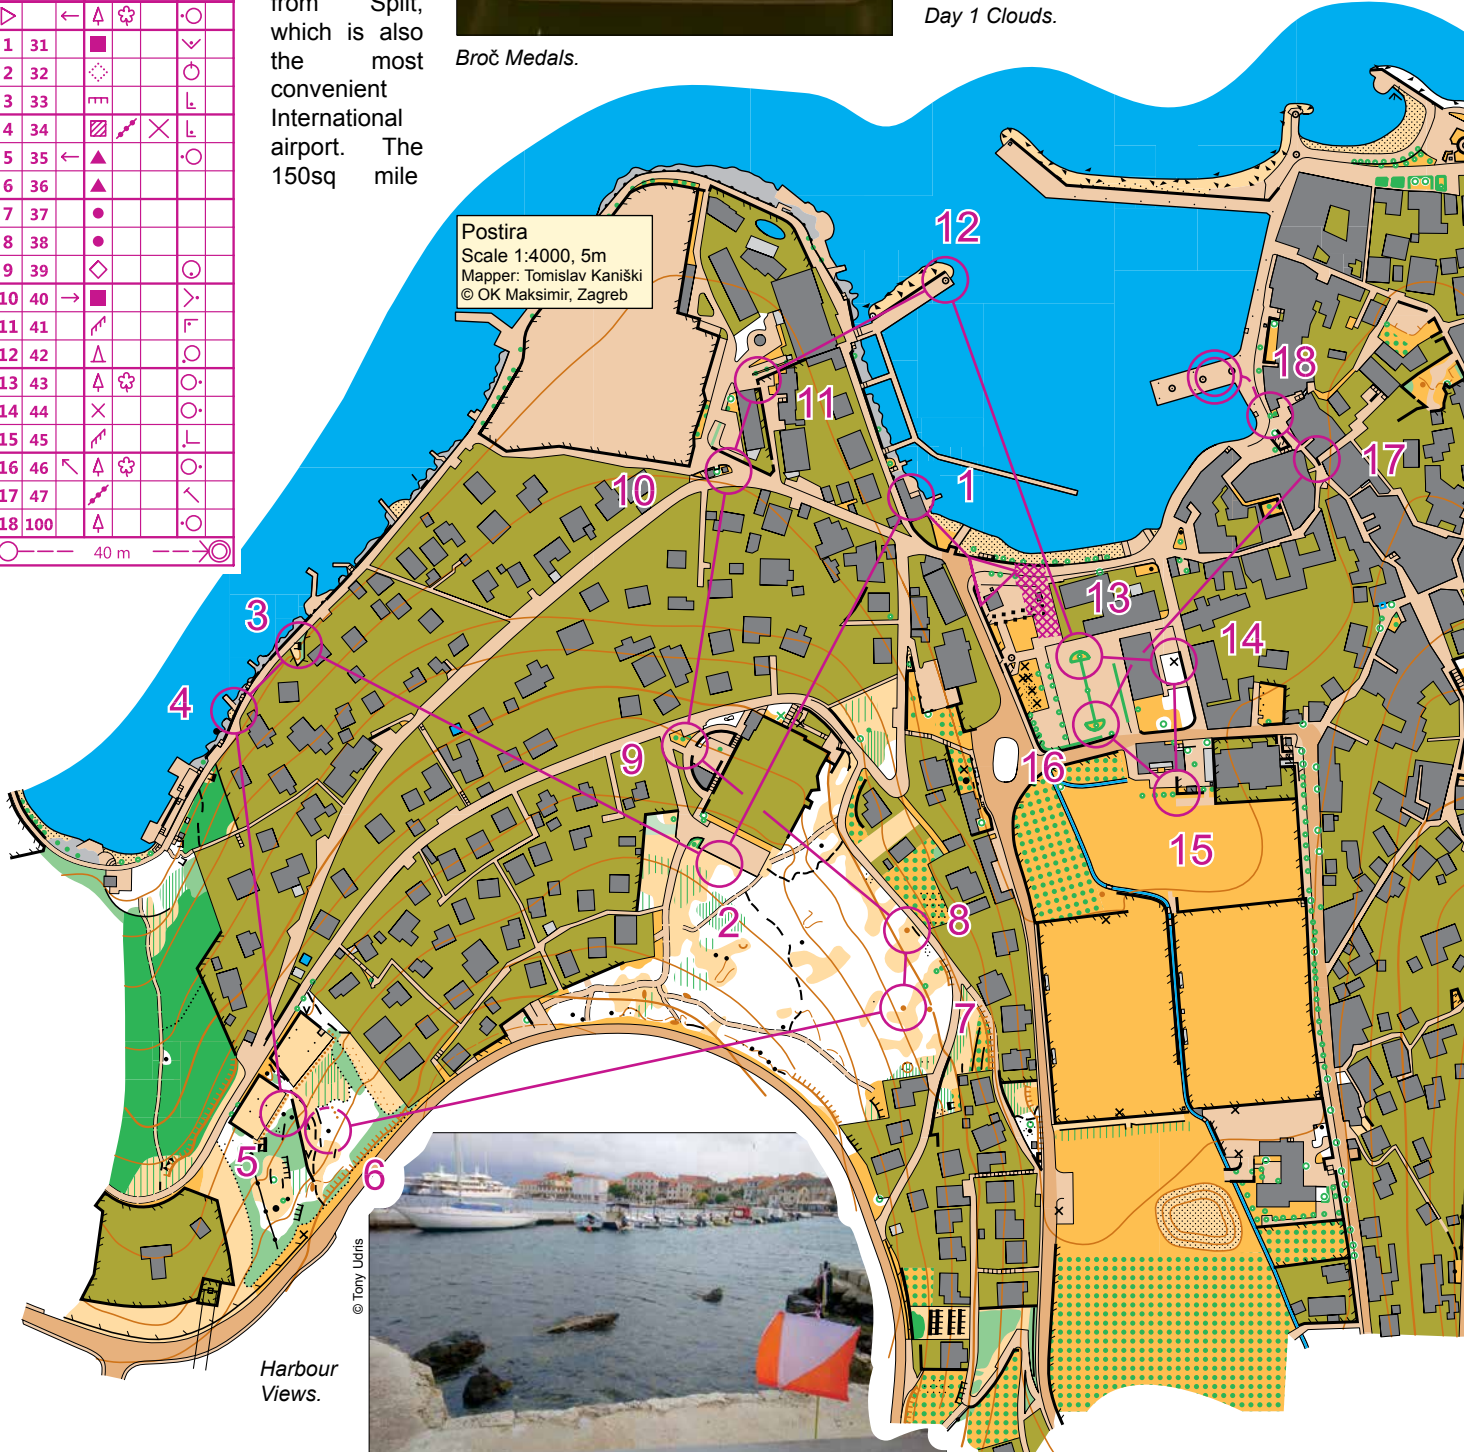 from Split,
which is also
the most
convenient
International
airport. The
150sq mile
Broč Medals.
Day 1 Clouds.
1 31
2 32
3 33
4 34
5 35
6 36
7 37
8 38
9 39
10 40
11 41
12 42
13 43
14 44
15 45
16 46
17 47
18 100
40 m
Postira
Scale 1:4000, 5m
Mapper: Tomislav Kaniški
© OK Maksimir, Zagreb
12
18
11
17
10
1
3
13
14
4
9
16
15
2
8
7
5
6
© Tony Udris
Harbour
Views.